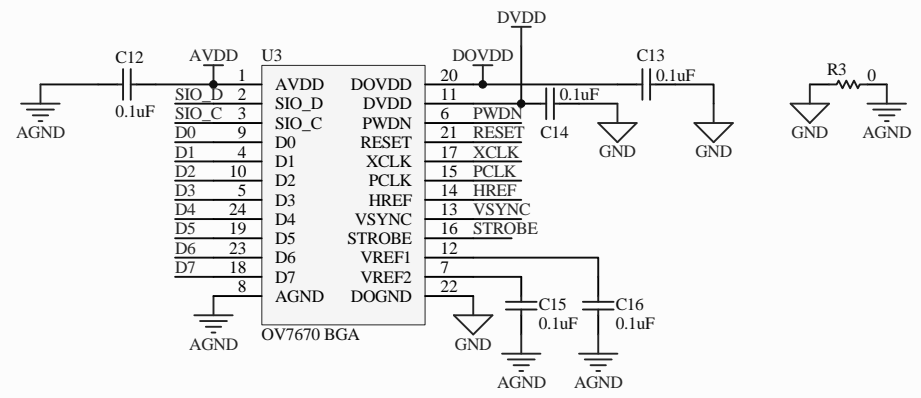 DVDD
C12 AVDD U3 DOVDD C13
1 AVDD DOVDD 20 0.1uF R3 0
0.1uF SIO_D 2 SIO_D DVDD 11 0.1uF
AGND SIO_C 3 SIO_C PWDN 6 PWDN C14 GND AGND
D0 9 D0 RESET 21 RESET GND GND
D1 4 D1 XCLK 17 XCLK
D2 10 D2 PCLK 15 PCLK
D3 5 D3 HREF 14 HREF
D4 24 D4 VSYNC 13 VSYNC
D5 19 D5 STROBE 16 STROBE
D6 23 D6 VREF1 12
D7 18 D7 VREF2 7
8 AGND DOGND 22 C15 C16
0.1uF 0.1uF
AGND OV7670 BGA GND
AGND AGND